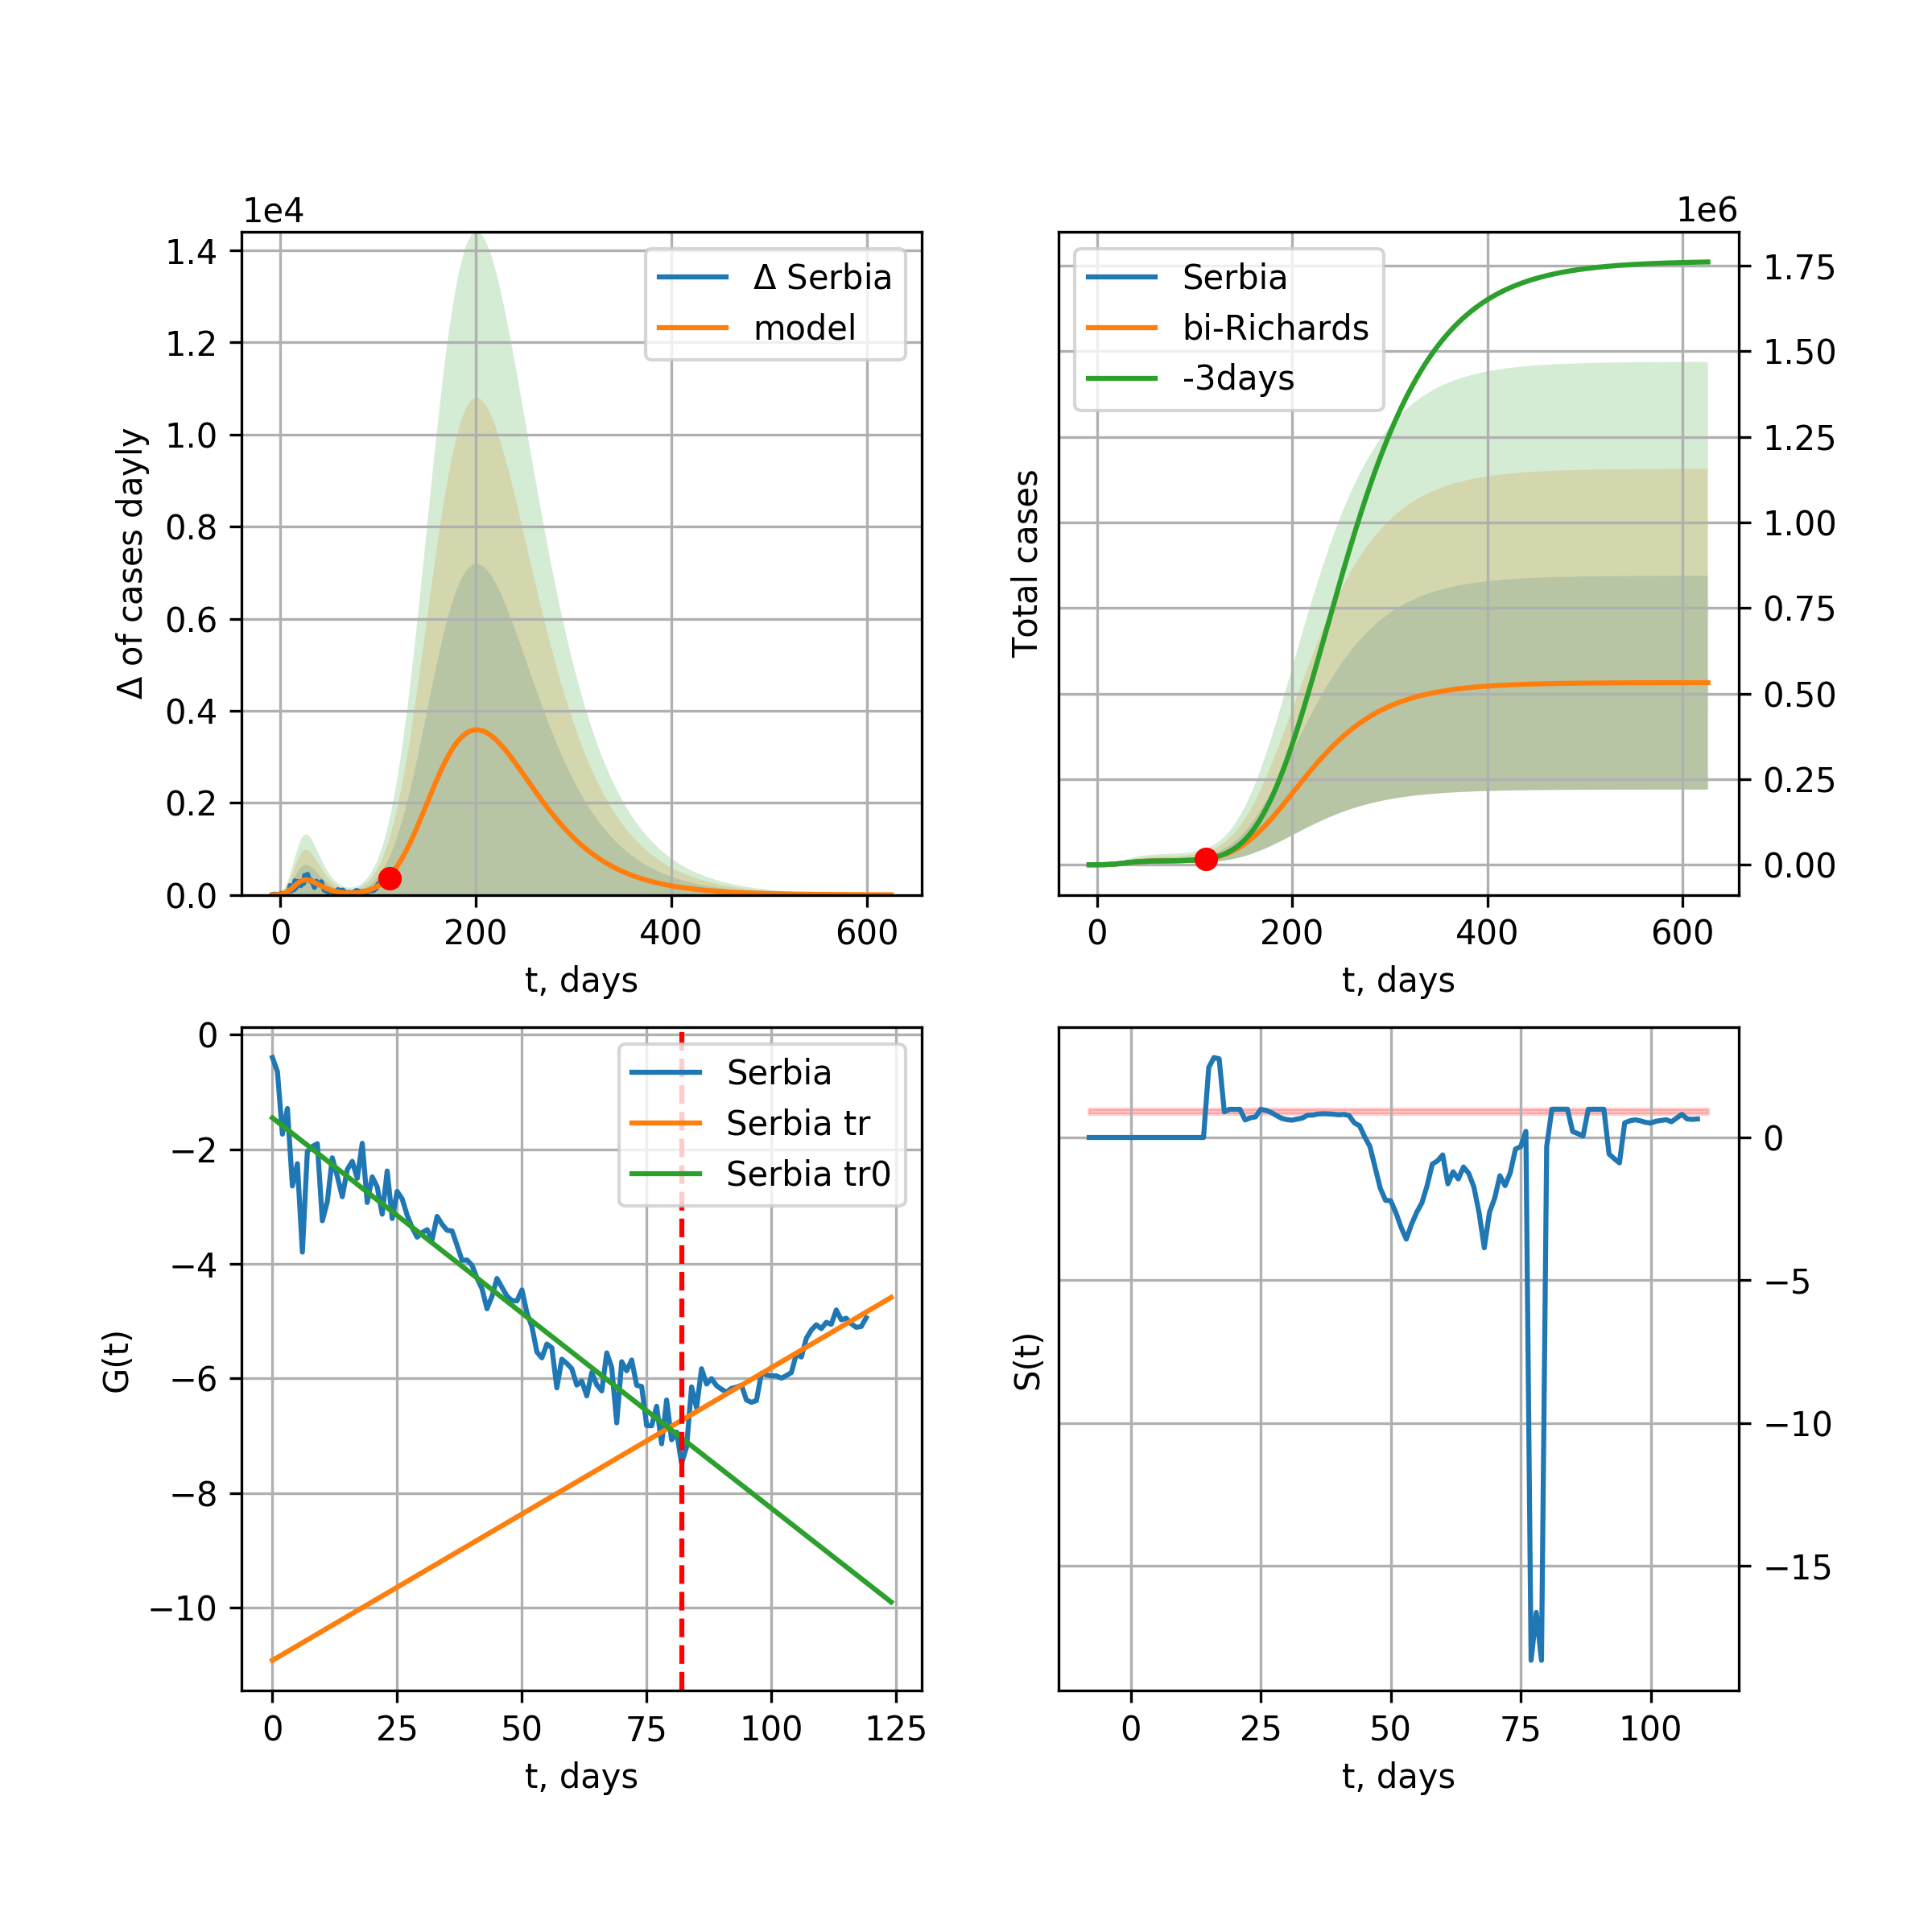 1e4
1.4
1.2
1.0
0.8
0.6
0.4
0.2
0.0
Δ of cases dayly
Δ Serbia
model
0 200 400 600
t, days
1e6
1.75
1.50
1.25
1.00
0.75
0.50
0.25
0.00
Total cases
Serbia
bi-Richards
-3days
0 200 400 600
t, days
0
−2
−4
−6
−8
−10
G(t)
Serbia
Serbia tr
Serbia tr0
0 25 50 75 100 125
t, days
0
−5
−10
−15
S(t)
0 25 50 75 100
t, days